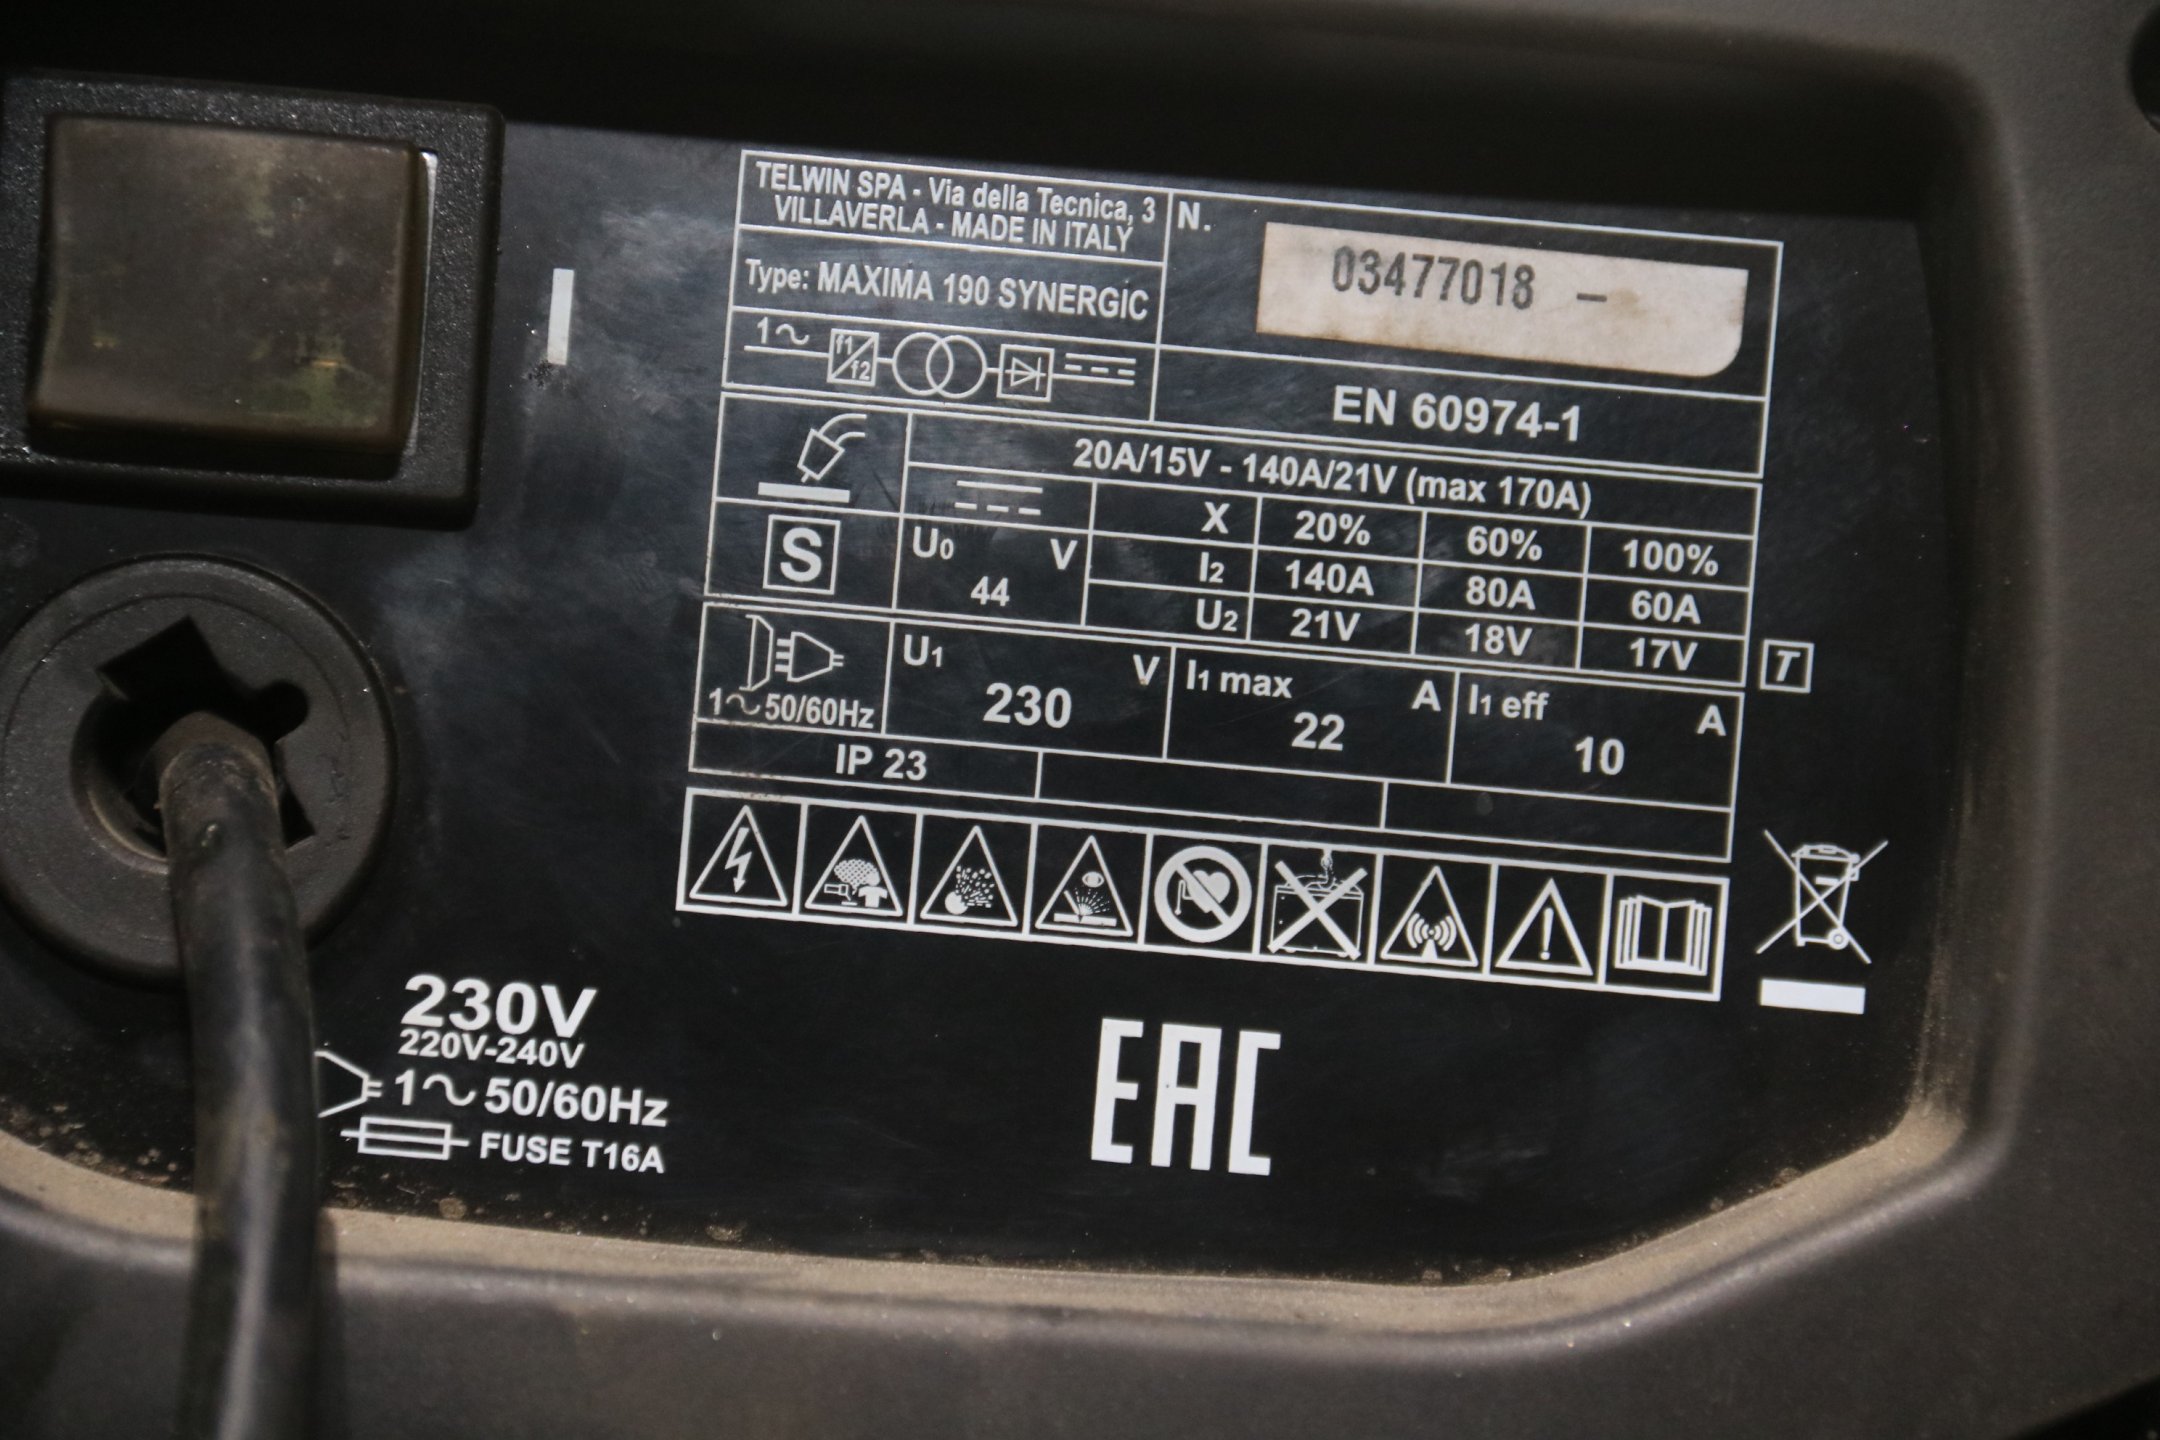 TELWIN SPA - Via della Tecnica, 3
VILLAVERLA - MADE IN ITALY
N.
03477018 -
Type: MAXIMA 190 SYNERGIC
1~ f1/f2
EN 60974-1
20A/15V - 140A/21V (max 170A)
X 20% 60% 100%
S
U0 V
44
I2 140A 80A 60A
U2 21V 18V 17V
T
1~50/60Hz
U1 V
230
I1 max A
22
I1 eff A
10
IP 23
230V
220V-240V
1~50/60Hz
FUSE T16A
EAC